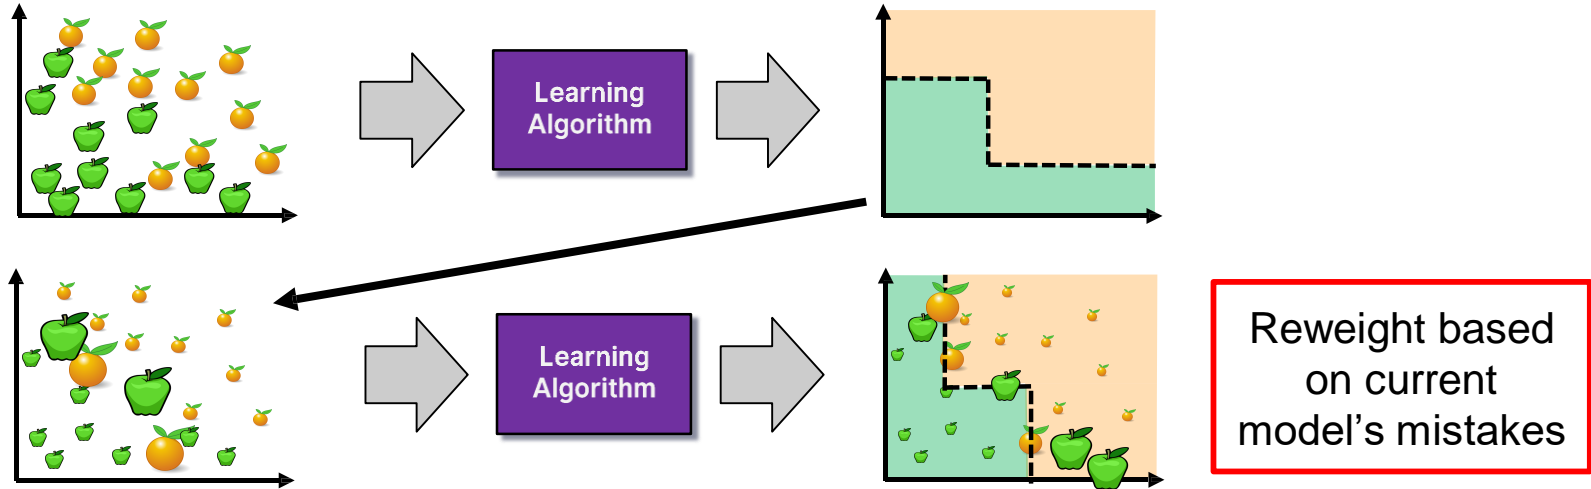 Learning
Algorithm
Learning
Algorithm
Reweight based
on current
model’s mistakes